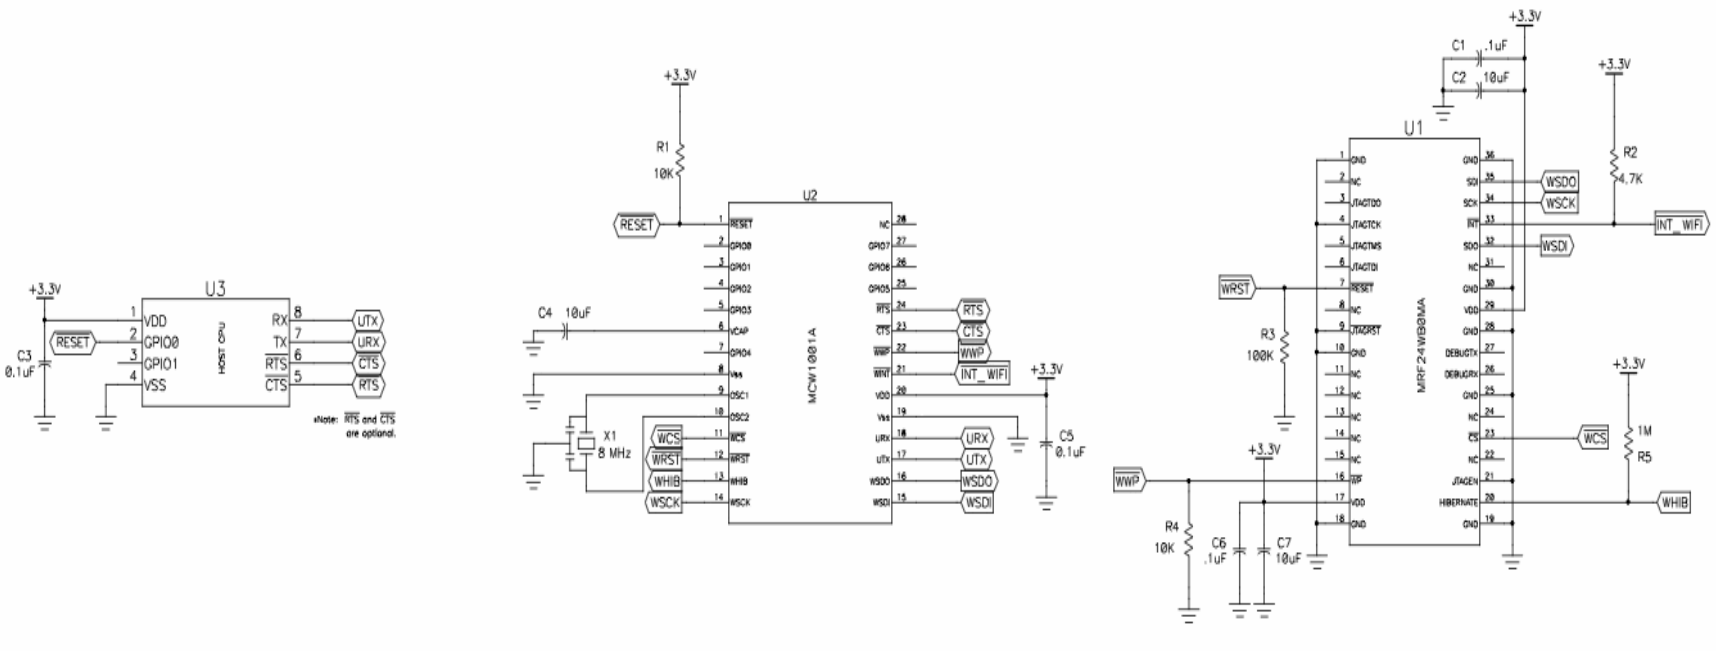 +3.3V
U3
1 VDD
2 GPIO0
3 GPIO1
4 VSS
RX 8
TX 7
RTS 6
CTS 5
HOST CPU
RESET
C3
0.1uF
UTX
URX
CTS
RTS
*Note: RTS and CTS
are optional.
+3.3V
R1
10K
RESET
U2
MCW1001A
1 RESET
2 GPIO0
3 GPIO1
4 GPIO2
5 GPIO3
6 VCAP
7 GPIO4
8 Vss
9 OSC1
10 OSC2
11 WCS
12 WRST
13 WHIB
14 WSCK
NC 28
GPIO7 27
GPIO6 26
GPIO5 25
RTS 24
CTS 23
WWP 22
WINT 21
VDD 20
Vss 19
URX 18
UTX 17
WSDO 16
WSDI 15
C4 10uF
X1
8 MHz
WCS
WRST
WHIB
WSCK
RTS
CTS
WWP
INT_WIFI
+3.3V
C5
0.1uF
URX
UTX
WSDO
WSDI
+3.3V
C1 .1uF
C2 10uF
U1
MRF24WB0MA
1 GND
2 NC
3 JTAGTDO
4 JTAGTCK
5 JTAGTMS
6 JTAGTDI
7 RESET
8 NC
9 JTAGRST
10 GND
11 NC
12 NC
13 NC
14 NC
15 NC
16 WP
17 VDD
18 GND
GND 36
SDI 35
SCK 34
INT 33
SDO 32
NC 31
GND 30
VDD 29
GND 28
DEBUGTX 27
DEBUGRX 26
GND 25
NC 24
CS 23
NC 22
JTAGEN 21
HIBERNATE 20
GND 19
WRST
R3
100K
WWP
R4
10K
+3.3V
C6
.1uF
C7
10uF
+3.3V
R2
4.7K
WSDO
WSCK
INT_WIFI
WSDI
+3.3V
1M
R5
WCS
WHIB